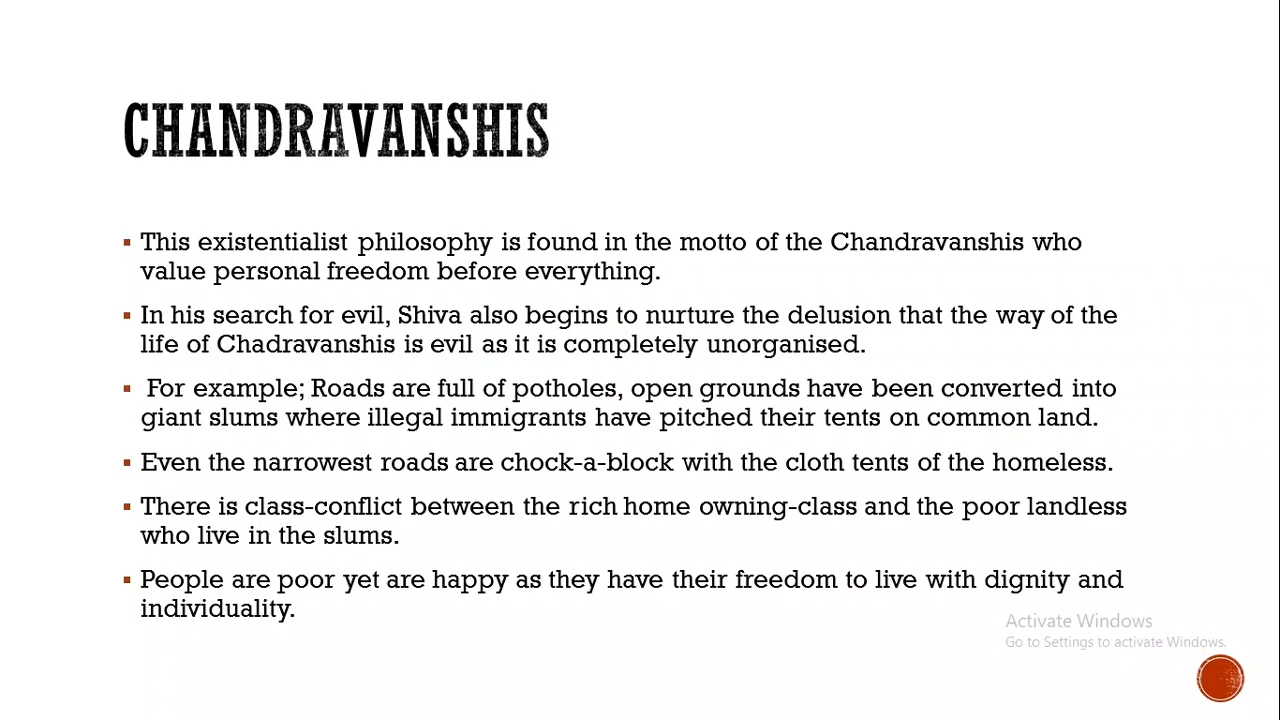 CHANDRAVANSHIS
▪ This existentialist philosophy is found in the motto of the Chandravanshis who
value personal freedom before everything.
▪ In his search for evil, Shiva also begins to nurture the delusion that the way of the
life of Chadravanshis is evil as it is completely unorganised.
▪ For example; Roads are full of potholes, open grounds have been converted into
giant slums where illegal immigrants have pitched their tents on common land.
▪ Even the narrowest roads are chock-a-block with the cloth tents of the homeless.
▪ There is class-conflict between the rich home owning-class and the poor landless
who live in the slums.
▪ People are poor yet are happy as they have their freedom to live with dignity and
individuality.
Activate Windows
Go to Settings to activate Windows.